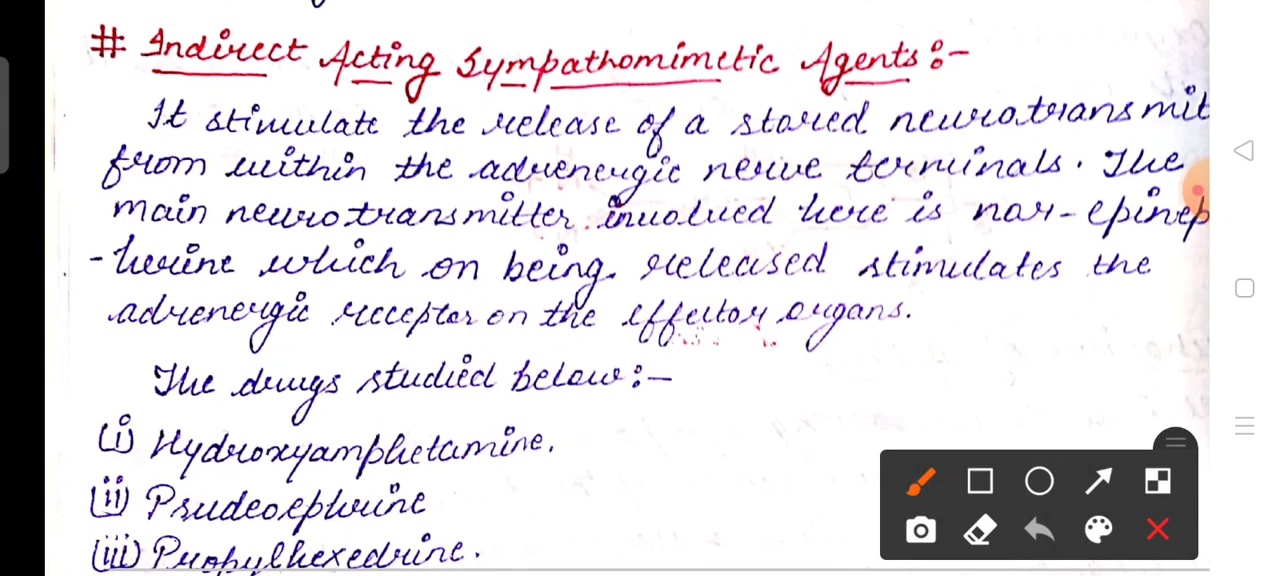 # Indirect Acting Sympathomimetic Agents:-
It stimulate the release of a stored neurotransmit
from within the adrenergic nerve terminals. The
main neurotransmitter involved here is nor-epinep
-herine which on being released stimulates the
adrenergic receptor on the effector organs.
The drugs studied below:-
(i) Hydroxyamphetamine.
(ii) Psudeoephrine
(iii) Prophylhexedrine.